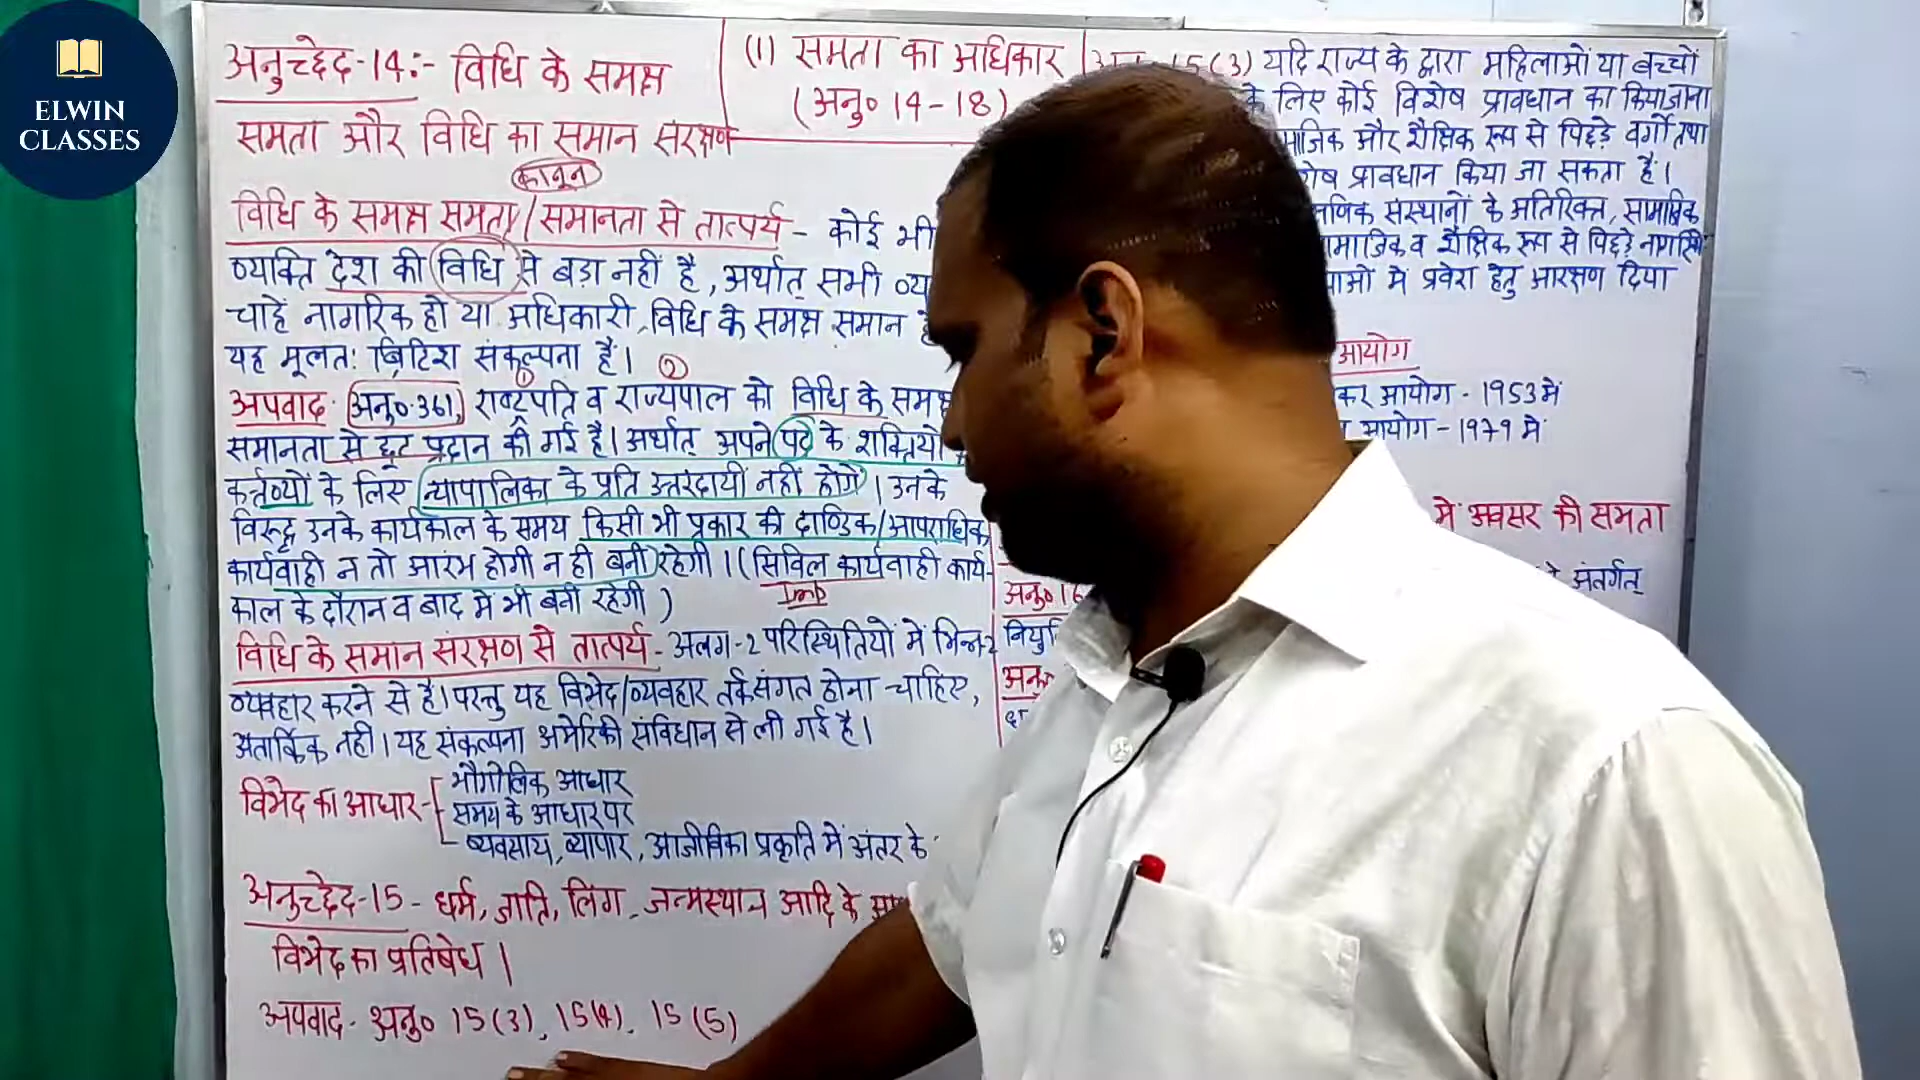 ELWIN
CLASSES
अनुच्छेद-14:- विधि के समक्ष
समता और विधि का समान संरक्षण
कानून
विधि के समक्ष समता/समानता से तात्पर्य - कोई भी
व्यक्ति देश की विधि से बड़ा नहीं है, अर्थात् सभी
चाहे नागरिक हो या अधिकारी, विधि के समक्ष समान
यह मूलतः ब्रिटिश संकल्पना हैं।
① ②
अपवाद- अनु०-361, राष्ट्रपति व राज्यपाल को विधि के समक्ष
समानता से छूट प्रदान की गई है। अर्थात् अपने पद के शक्तियों
कर्तव्यों के लिए न्यापालिका के प्रति उत्तरदायी नहीं होगें। उनके
विरूद्ध उनके कार्यकाल के समय किसी भी प्रकार की दाण्डिक/आपराधिक
कार्यवाही न तो आरंभ होगी न ही बनी रहेगी। (सिविल कार्यवाही कार्य-
काल के दौरान व बाद में भी बनी रहेगी)
Imp
विधि के समान संरक्षण से तात्पर्य - अलग-2 परिस्थितियों में भिन्न-2
व्यवहार करने से है। परन्तु यह विभेद/व्यवहार तर्कसंगत होना चाहिए,
अतार्किक नही। यह संकल्पना अमेरिकी संविधान से ली गई है।
विभेद का आधार-
भौगोलिक आधार
समय के आधार पर
व्यवसाय, व्यापार, आजीविका प्रकृति में अंतर के
अनुच्छेद-15 - धर्म, जाति, लिंग, जन्मस्थान आदि के
विभेद का प्रतिषेध।
अपवाद- अनु० 15(3), 15(4), 15(5)
(1) समता का अधिकार
(अनु० 14-18)
15(3) यदि राज्य के द्वारा महिलाओं या बच्चों
के लिए कोई विशेष प्रावधान का किया जाना
और शैक्षिक रूप से पिछड़े वर्गों तथा
प्रावधान किया जा सकता हैं।
संस्थानों के अतिरिक्त, सामाजिक
व शैक्षिक रूप से पिछड़े
में प्रवेश हेतु आरक्षण दिया
आयोग
आयोग - 1953 में
आयोग - 1979 में
में अवसर की समता
अंतर्गत्
अनु० 16